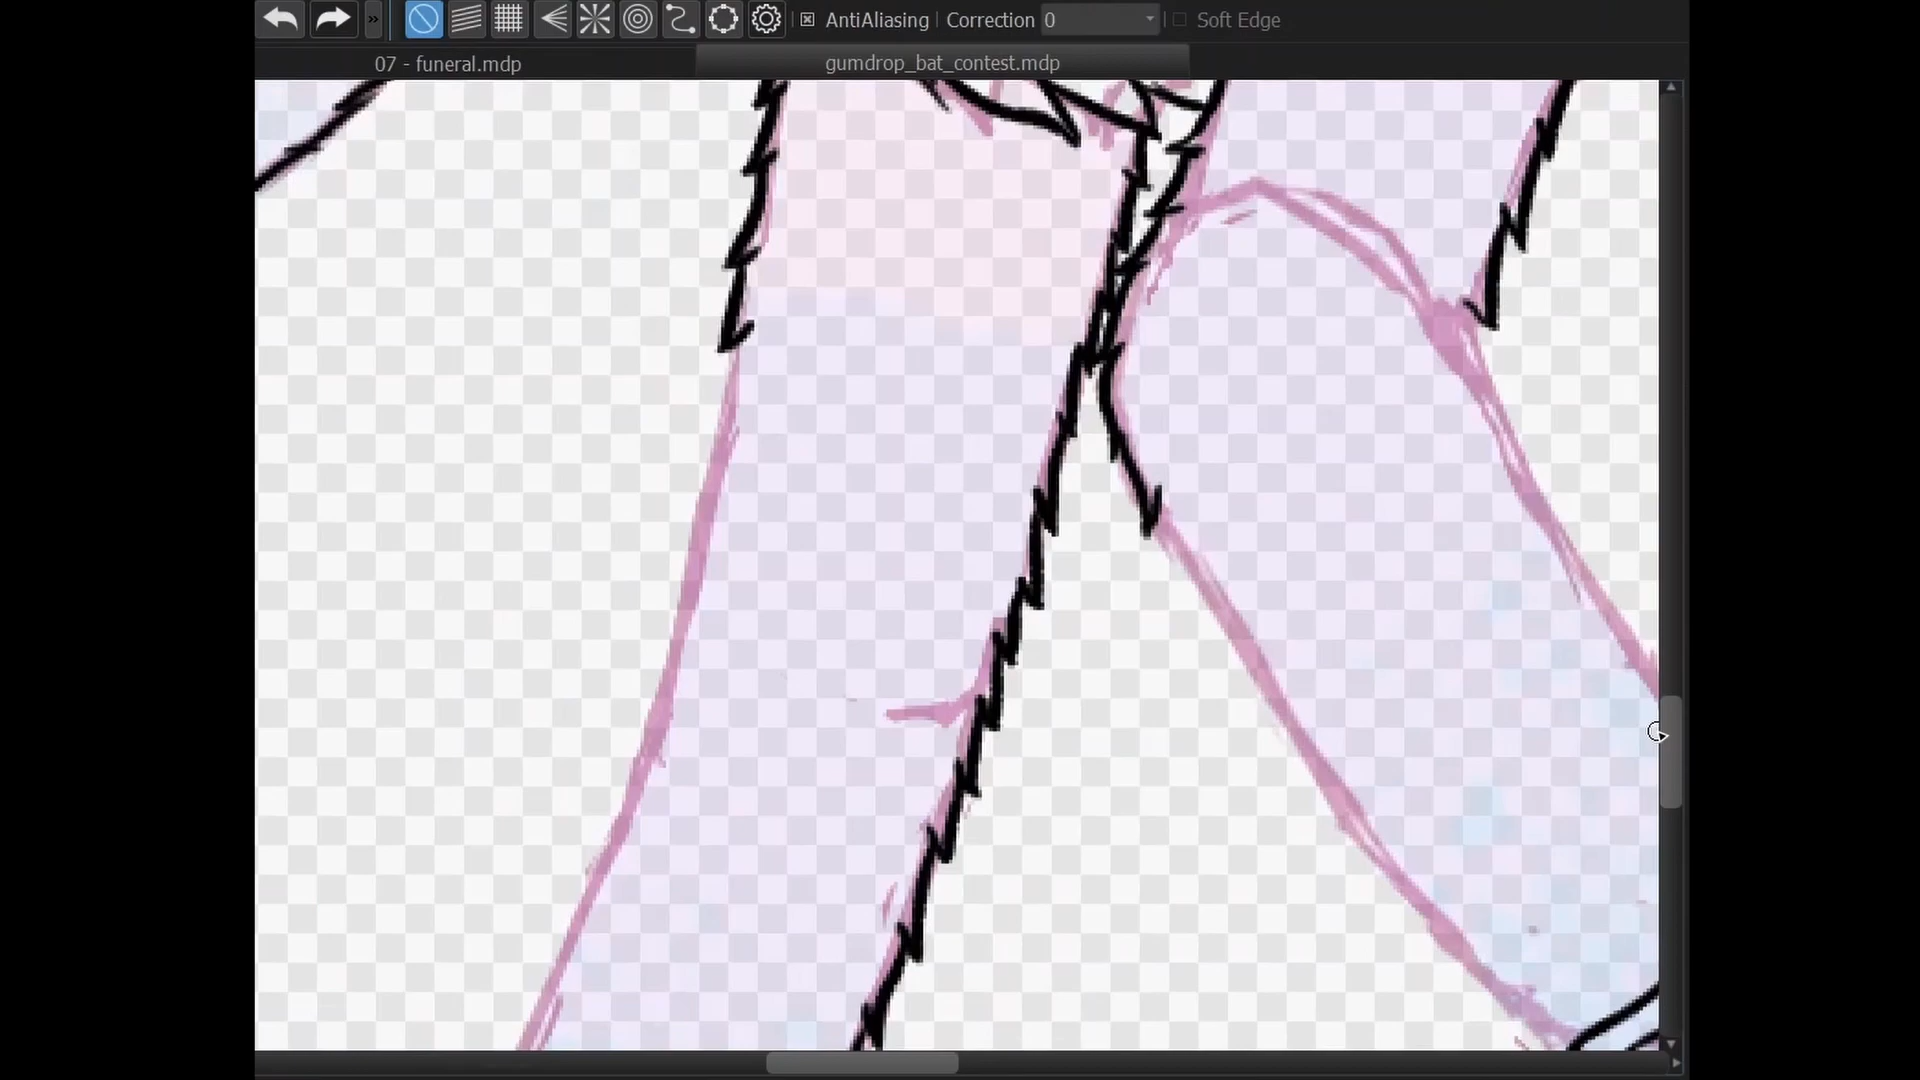 AntiAliasing Correction 0 Soft Edge
07 - funeral.mdp gumdrop_bat_contest.mdp